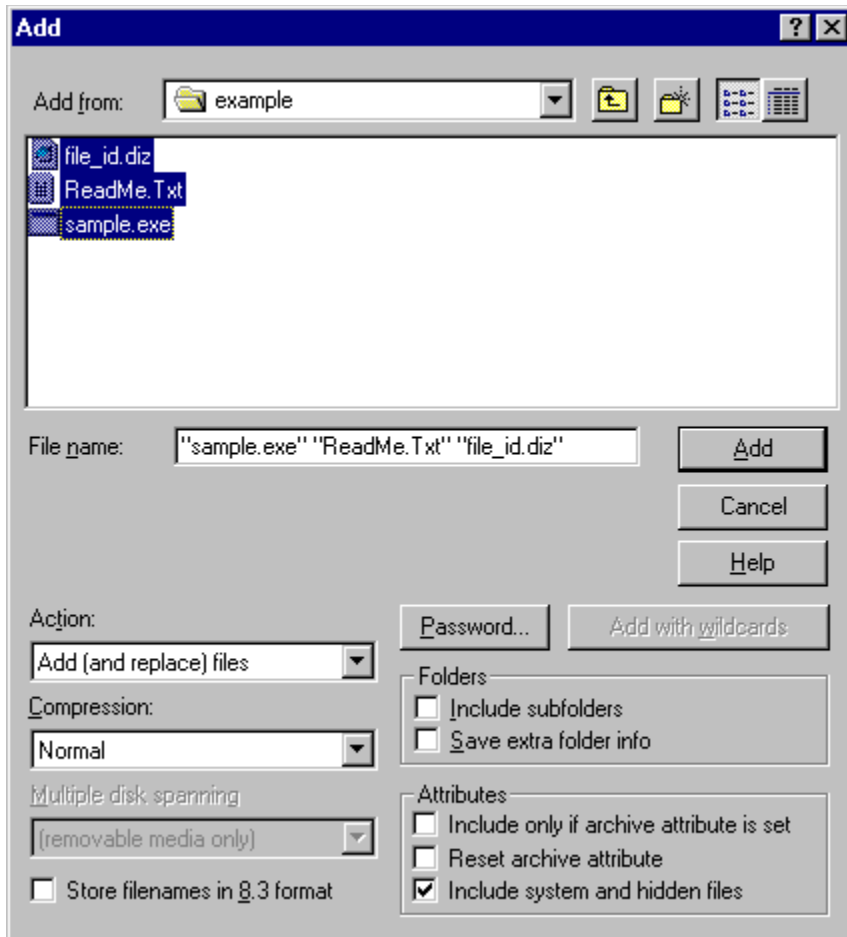 Add
Add from: example
file_id.diz
ReadMe.Txt
sample.exe
File name: "sample.exe" "ReadMe.Txt" "file_id.diz"
Add
Cancel
Help
Action:
Add (and replace) files
Password...
Add with wildcards
Compression:
Normal
Folders
Include subfolders
Save extra folder info
Multiple disk spanning
(removable media only)
Store filenames in 8.3 format
Attributes
Include only if archive attribute is set
Reset archive attribute
Include system and hidden files